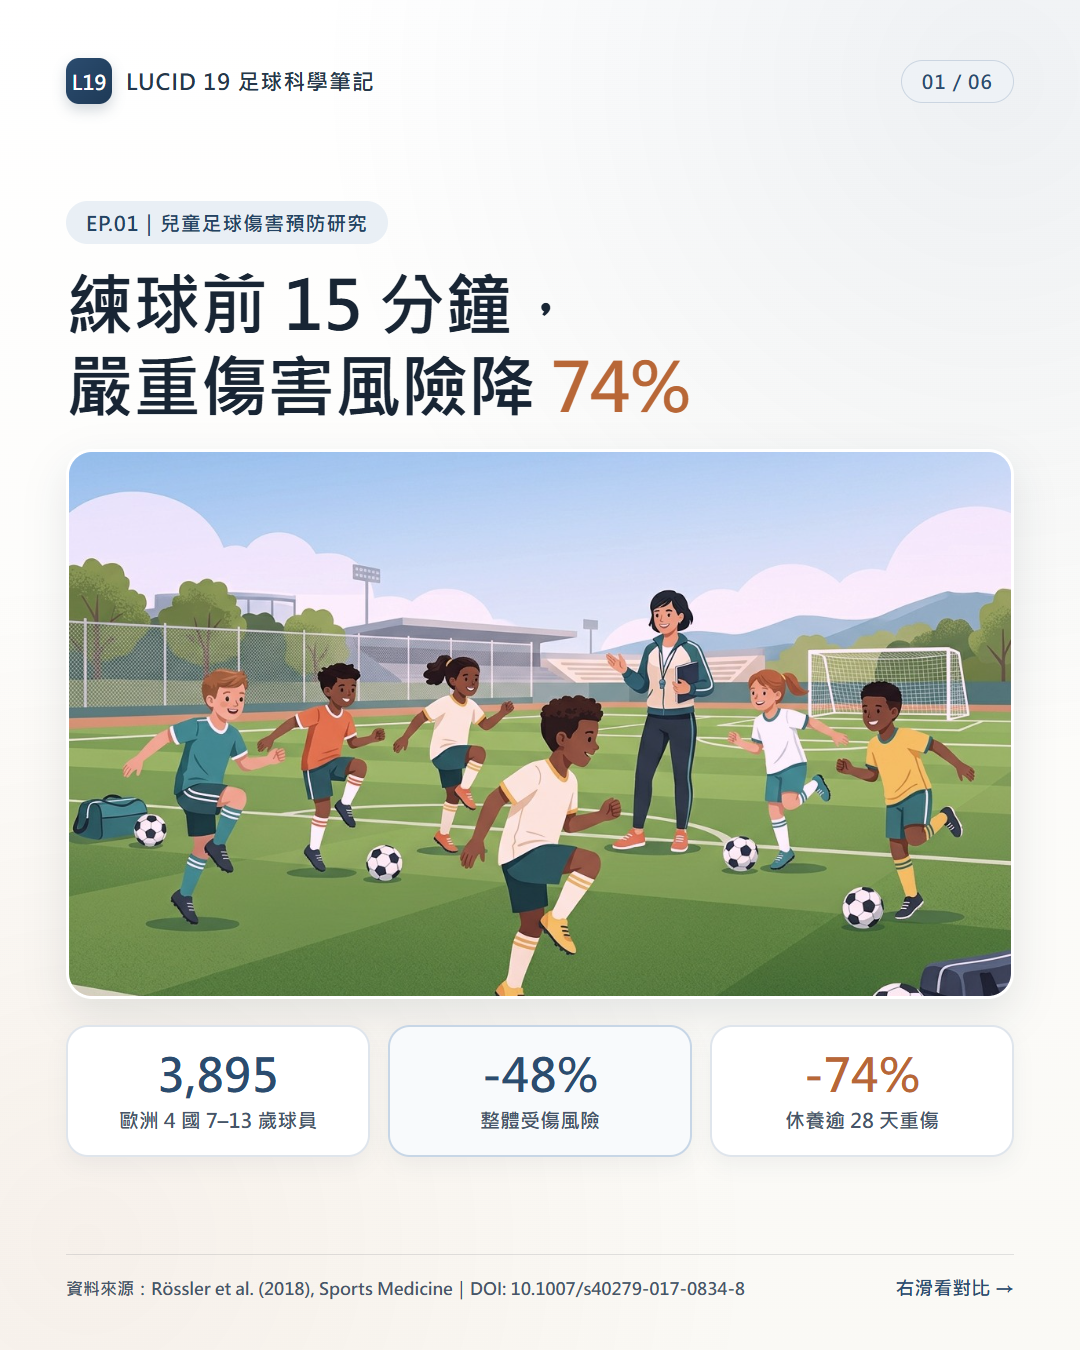 L19 LUCID 19 足球科學筆記
01 / 06
EP.01 | 兒童足球傷害預防研究
練球前 15 分鐘，
嚴重傷害風險降 74%
3,895
歐洲 4 國 7–13 歲球員
-48%
整體受傷風險
-74%
休養逾 28 天重傷
資料來源：Rössler et al. (2018), Sports Medicine | DOI: 10.1007/s40279-017-0834-8
右滑看對比 →